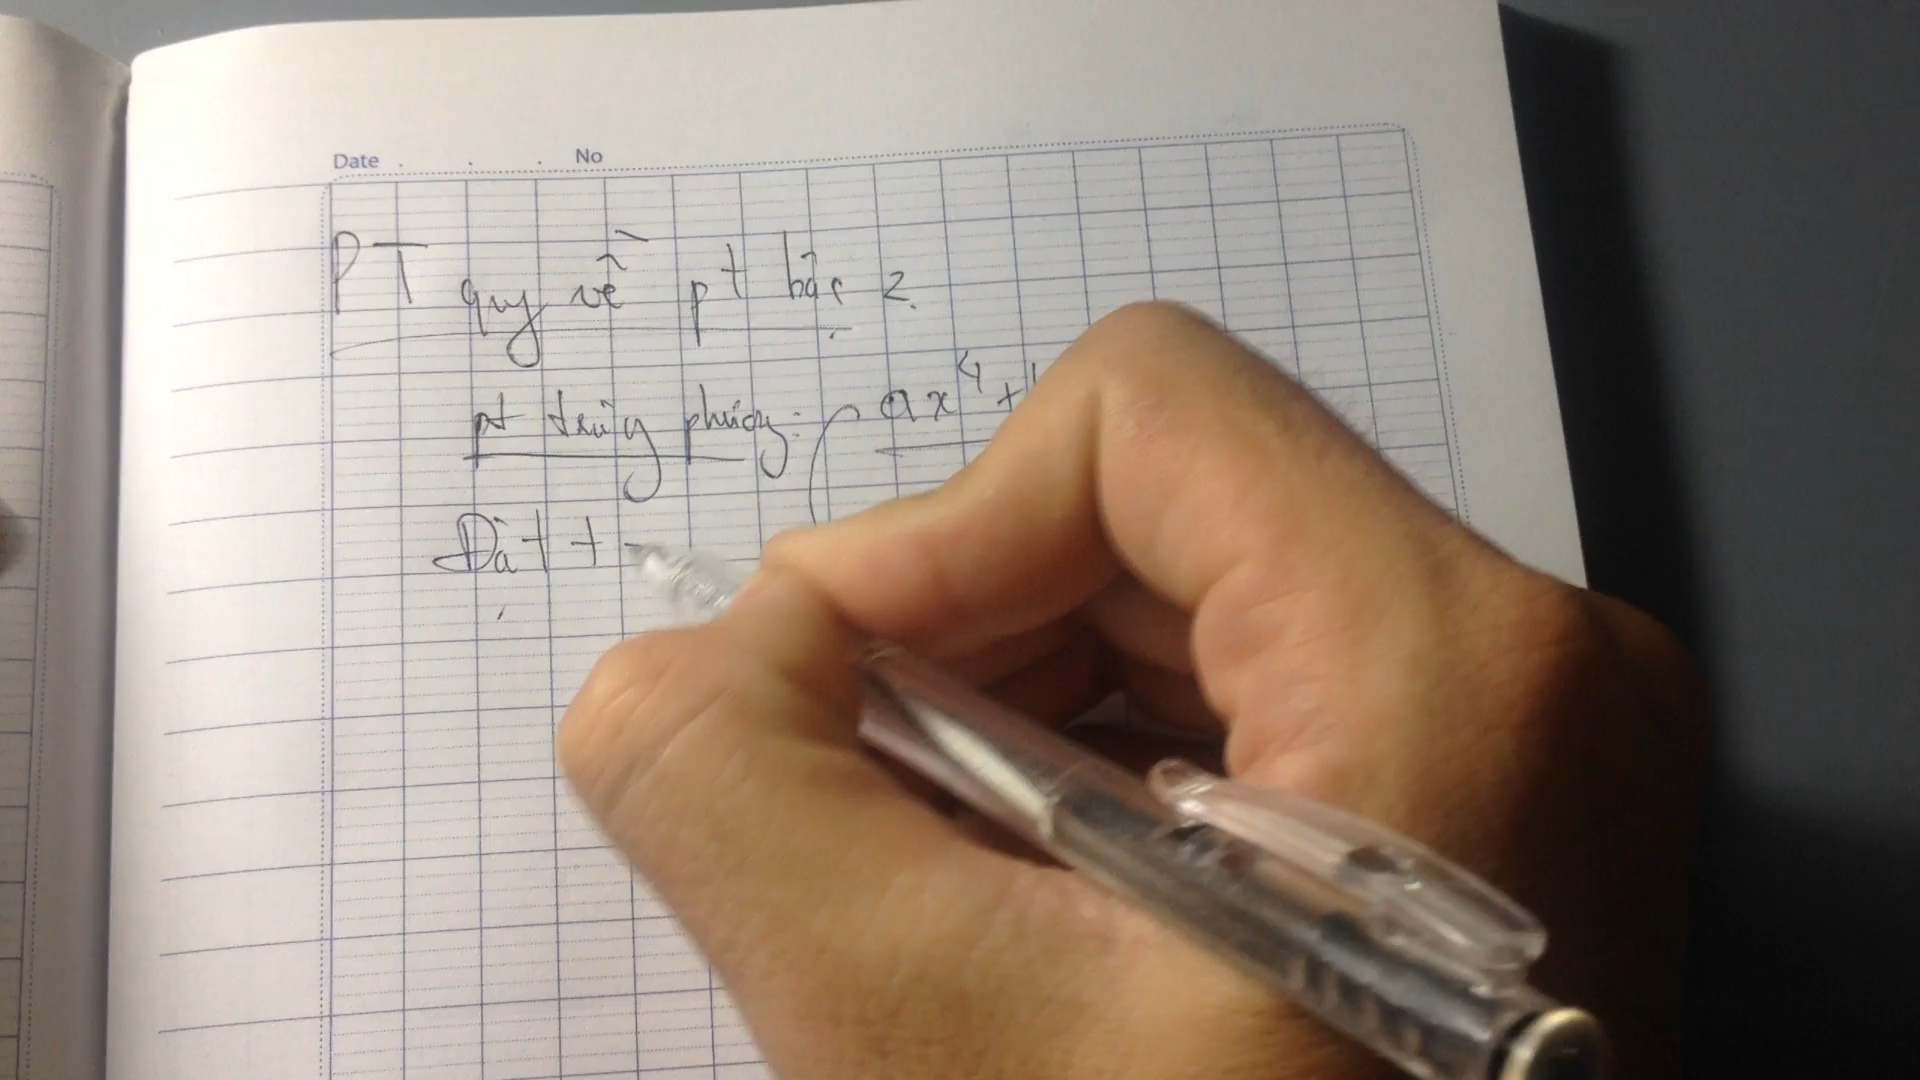 Date . . . No
PT quy về pt bậc 2.
pt trùng phương: ax⁴ +
Đặt t =